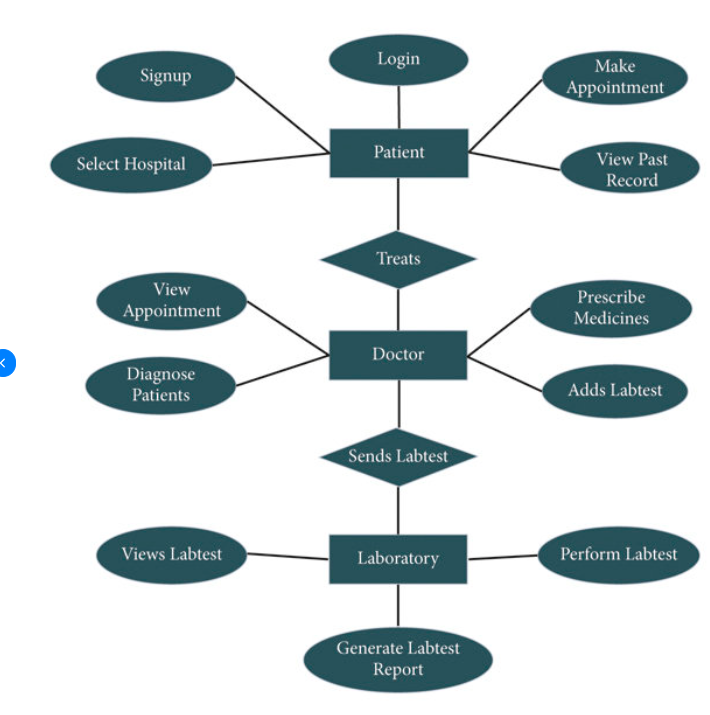 Login
Signup
Make
Appointment
Patient
Select Hospital
View Past
Record
Treats
View
Appointment
Prescribe
Medicines
Doctor
Diagnose
Patients
Adds Labtest
Sends Labtest
Views Labtest
Laboratory
Perform Labtest
Generate Labtest
Report